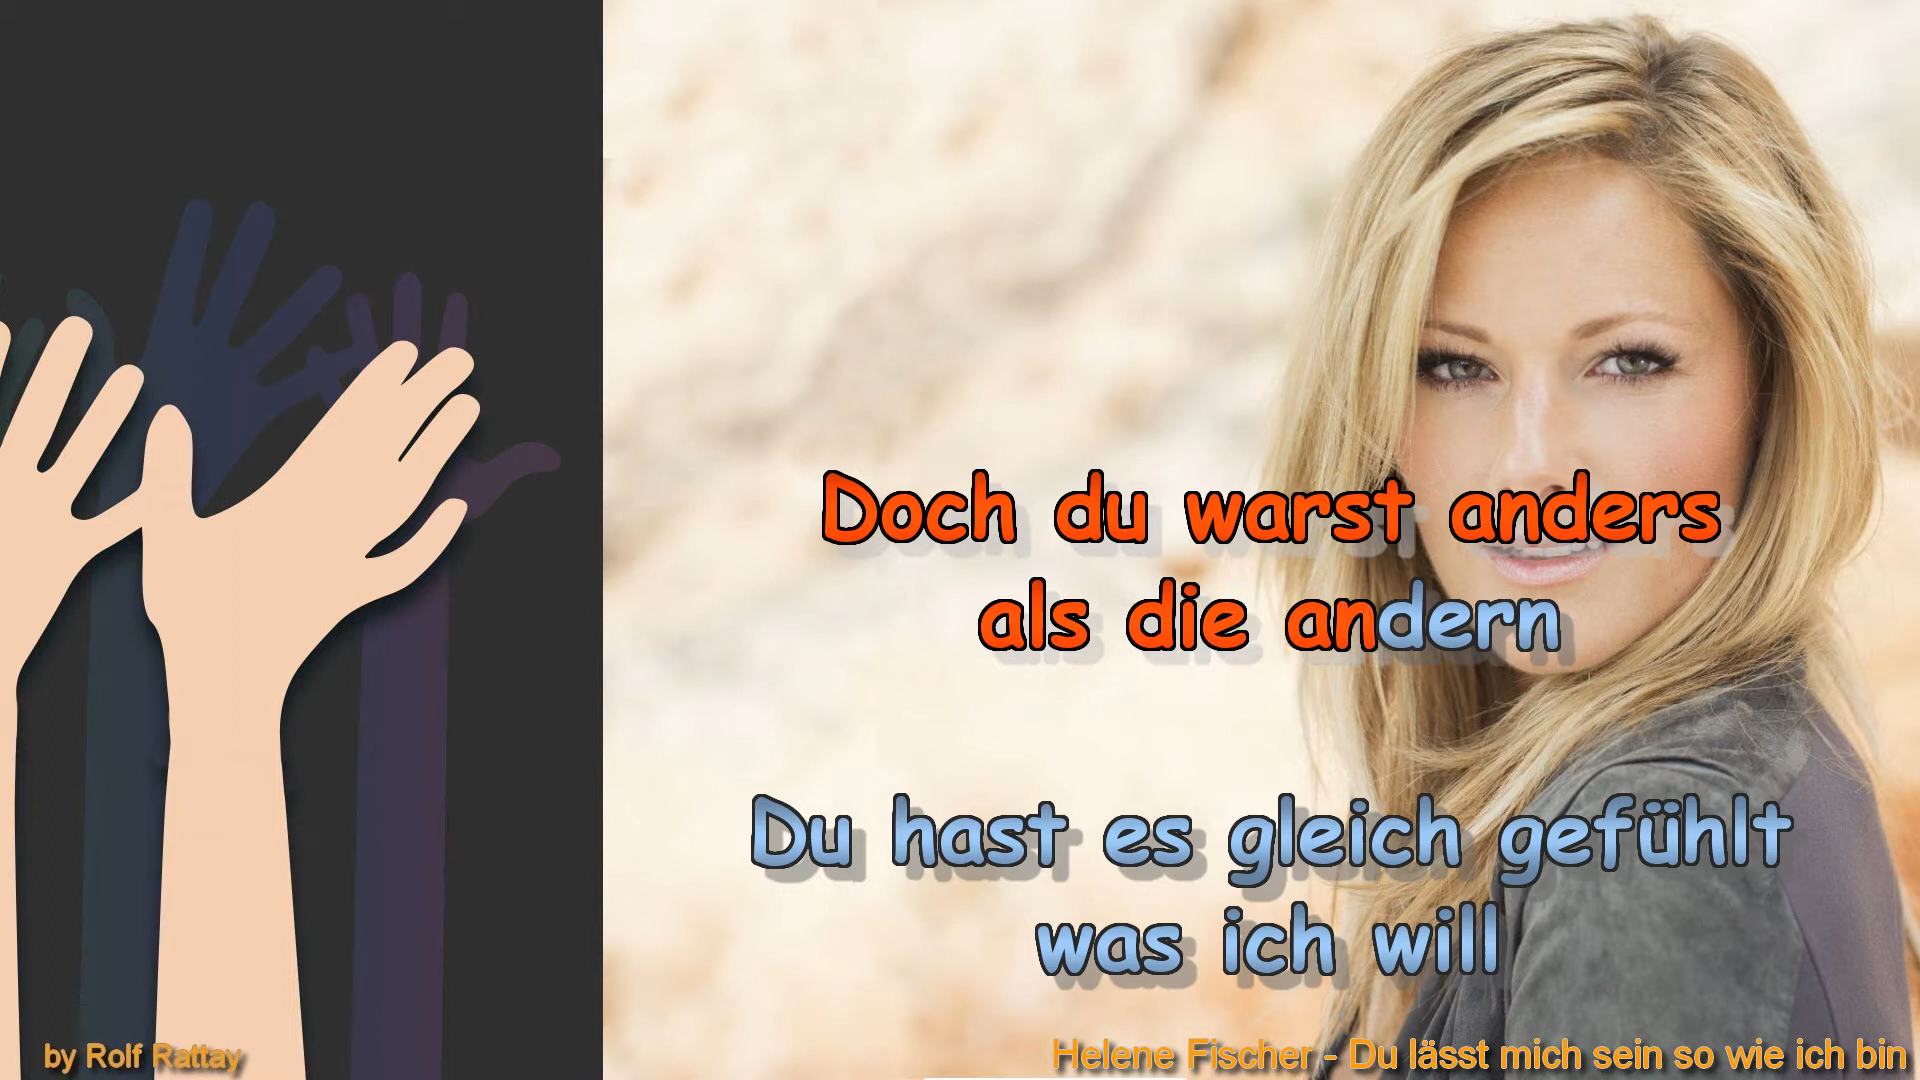 Doch du warst anders
als die andern
Du hast es gleich gefühlt
was ich will
by Rolf Rattay
Helene Fischer - Du lässt mich sein so wie ich bin